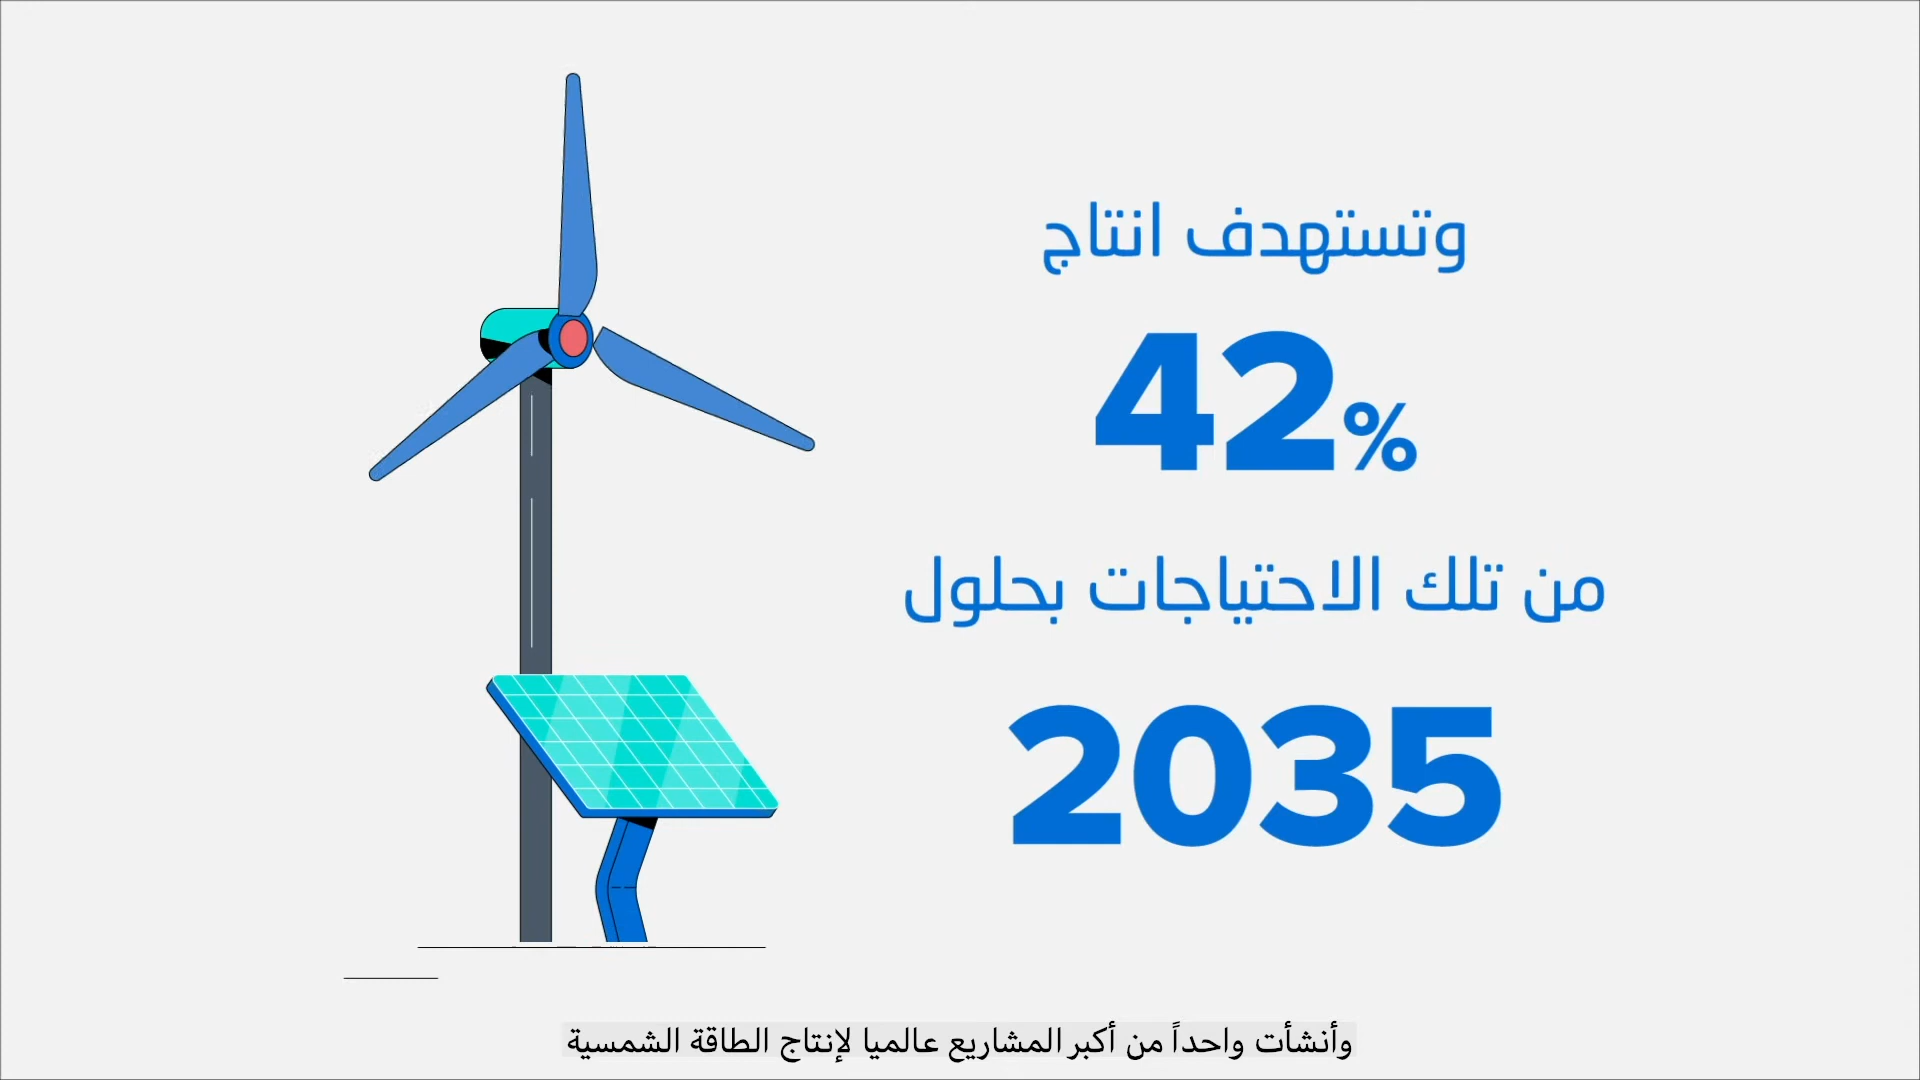 وتستهدف انتاج
42%
من تلك الاحتياجات بحلول
2035
وأنشأت واحداً من أكبر المشاريع عالميا لإنتاج الطاقة الشمسية